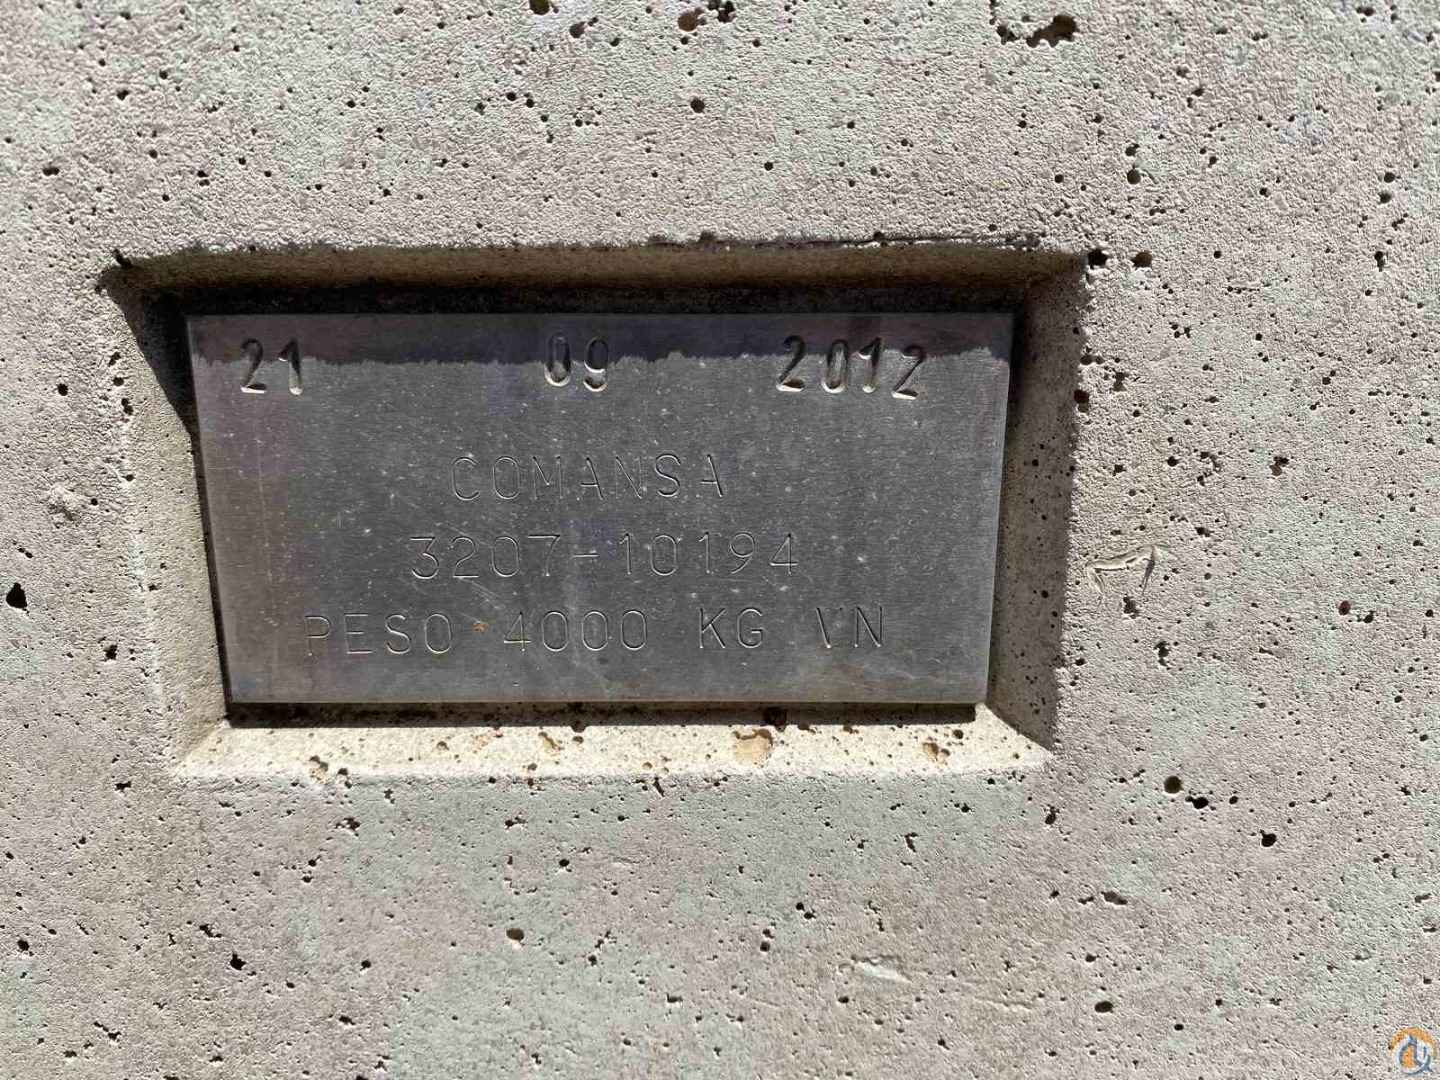 21 09 2012
COMANSA
3207-10194
PESO 4000 KG VN